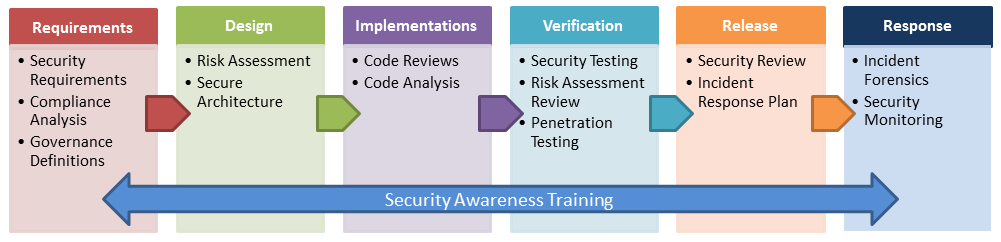 Requirements
• Security
Requirements
• Compliance
Analysis
• Governance
Definitions
Design
• Risk Assessment
• Secure
Architecture
Implementations
• Code Reviews
• Code Analysis
Verification
• Security Testing
• Risk Assessment
Review
• Penetration
Testing
Release
• Security Review
• Incident
Response Plan
Response
• Incident
Forensics
• Security
Monitoring
Security Awareness Training